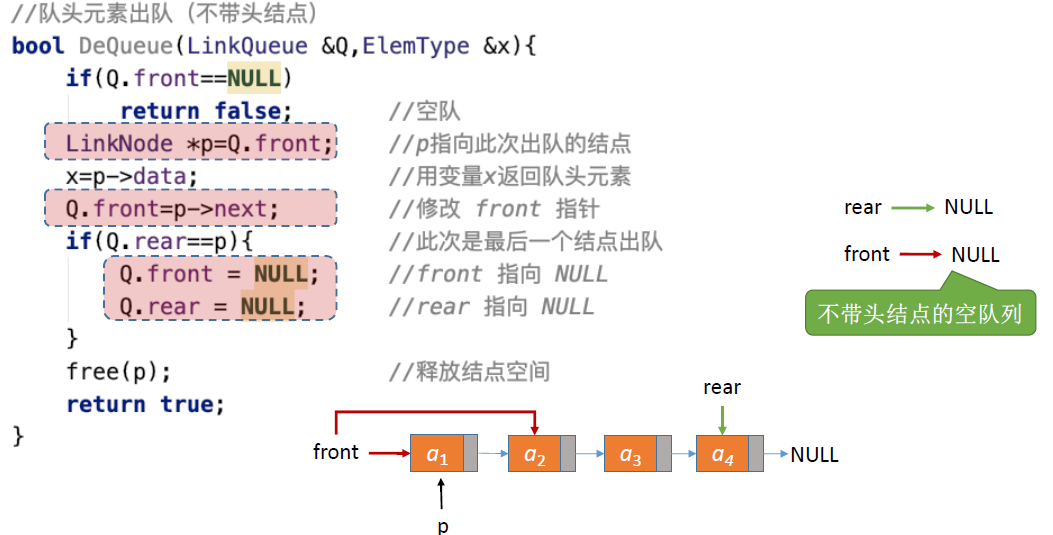 //队头元素出队（不带头结点）
bool DeQueue(LinkQueue &Q,ElemType &x){
    if(Q.front==NULL)
        return false;        //空队
    LinkNode *p=Q.front;    //p指向此次出队的结点
    x=p->data;              //用变量x返回队头元素
    Q.front=p->next;        //修改 front 指针
    if(Q.rear==p){          //此次是最后一个结点出队
        Q.front = NULL;     //front 指向 NULL
        Q.rear = NULL;      //rear 指向 NULL
    }
    free(p);                //释放结点空间
    return true;
}
rear NULL
front NULL
不带头结点的空队列
rear
front a1 a2 a3 a4 NULL
p